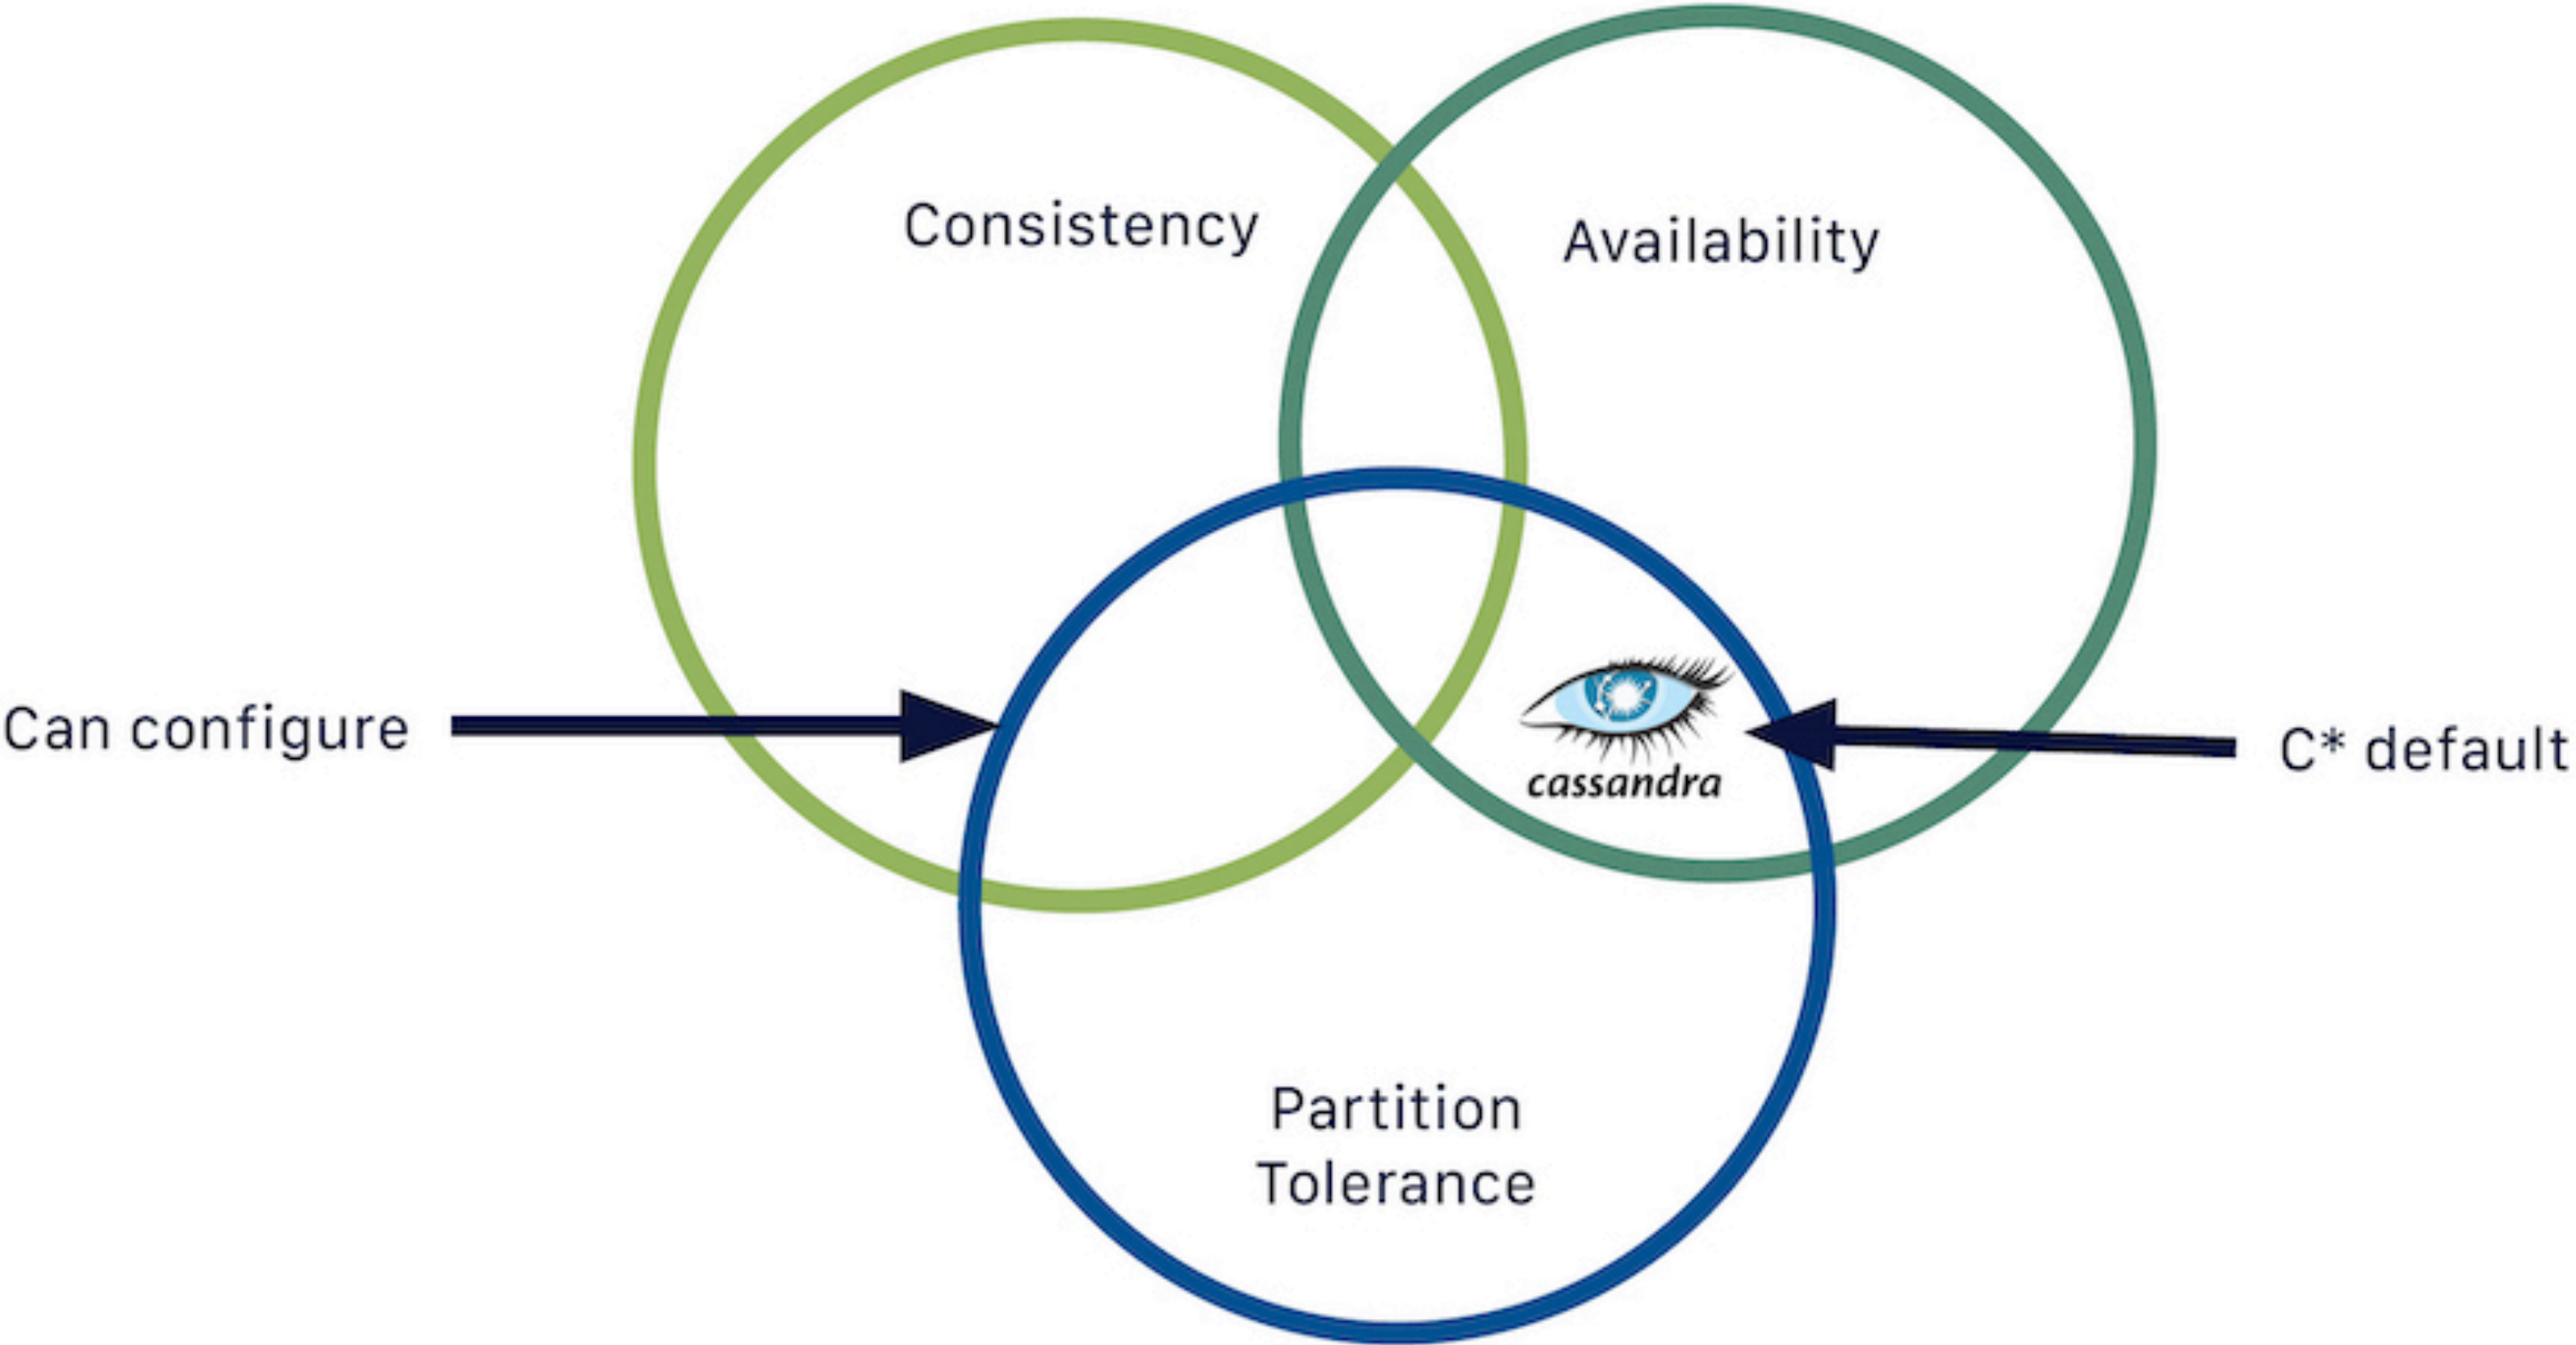 Consistency
Availability
Can configure
cassandra
C* default
Partition
Tolerance